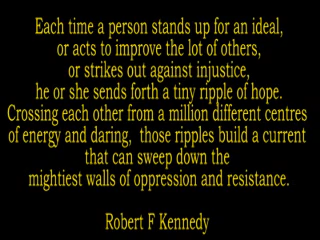 Each time a person stands up for an ideal,
or acts to improve the lot of others,
or strikes out against injustice,
he or she sends forth a tiny ripple of hope.
Crossing each other from a million different centres
of energy and daring,  those ripples build a current
that can sweep down the
mightiest walls of oppression and resistance.
Robert F Kennedy